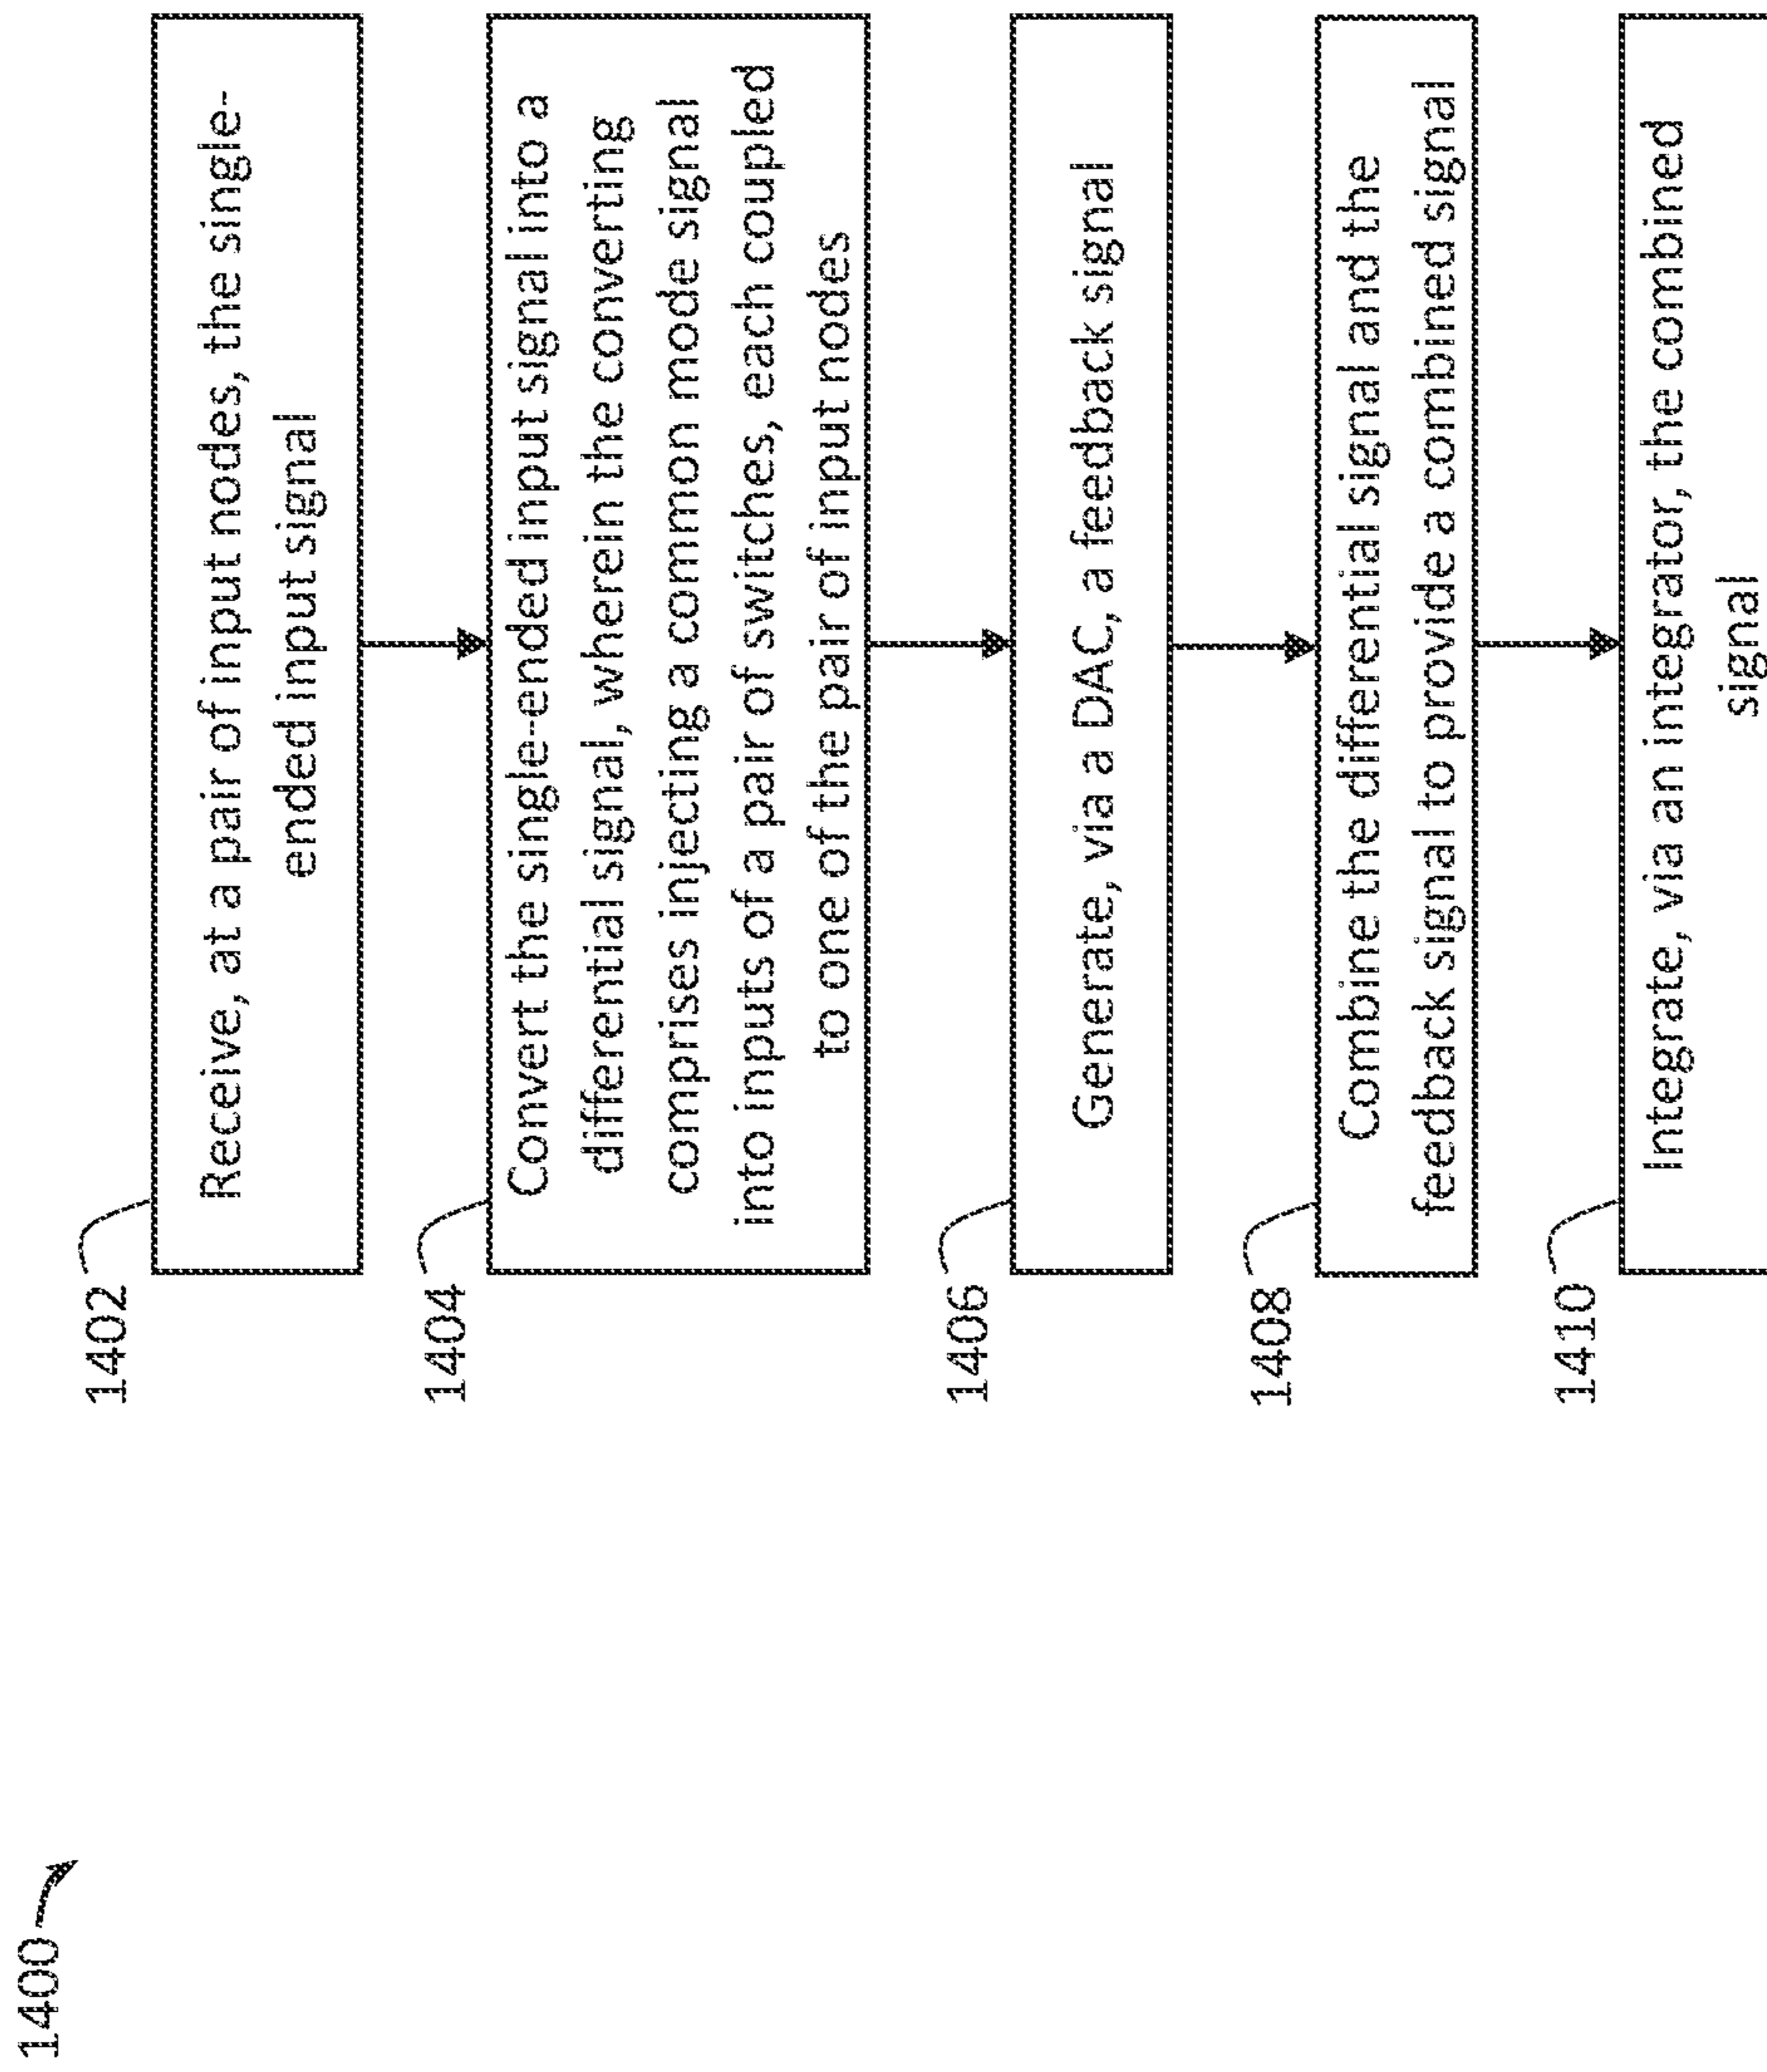 1400
1402
Receive, at a pair of input nodes, the single-
ended input signal
1404
Convert the single-ended input signal into a
differential signal, wherein the converting
comprises injecting a common mode signal
into inputs of a pair of switches, each coupled
to one of the pair of input nodes
1406
Generate, via a DAC, a feedback signal
1408
Combine the differential signal and the
feedback signal to provide a combined signal
1410
Integrate, via an integrator, the combined
signal